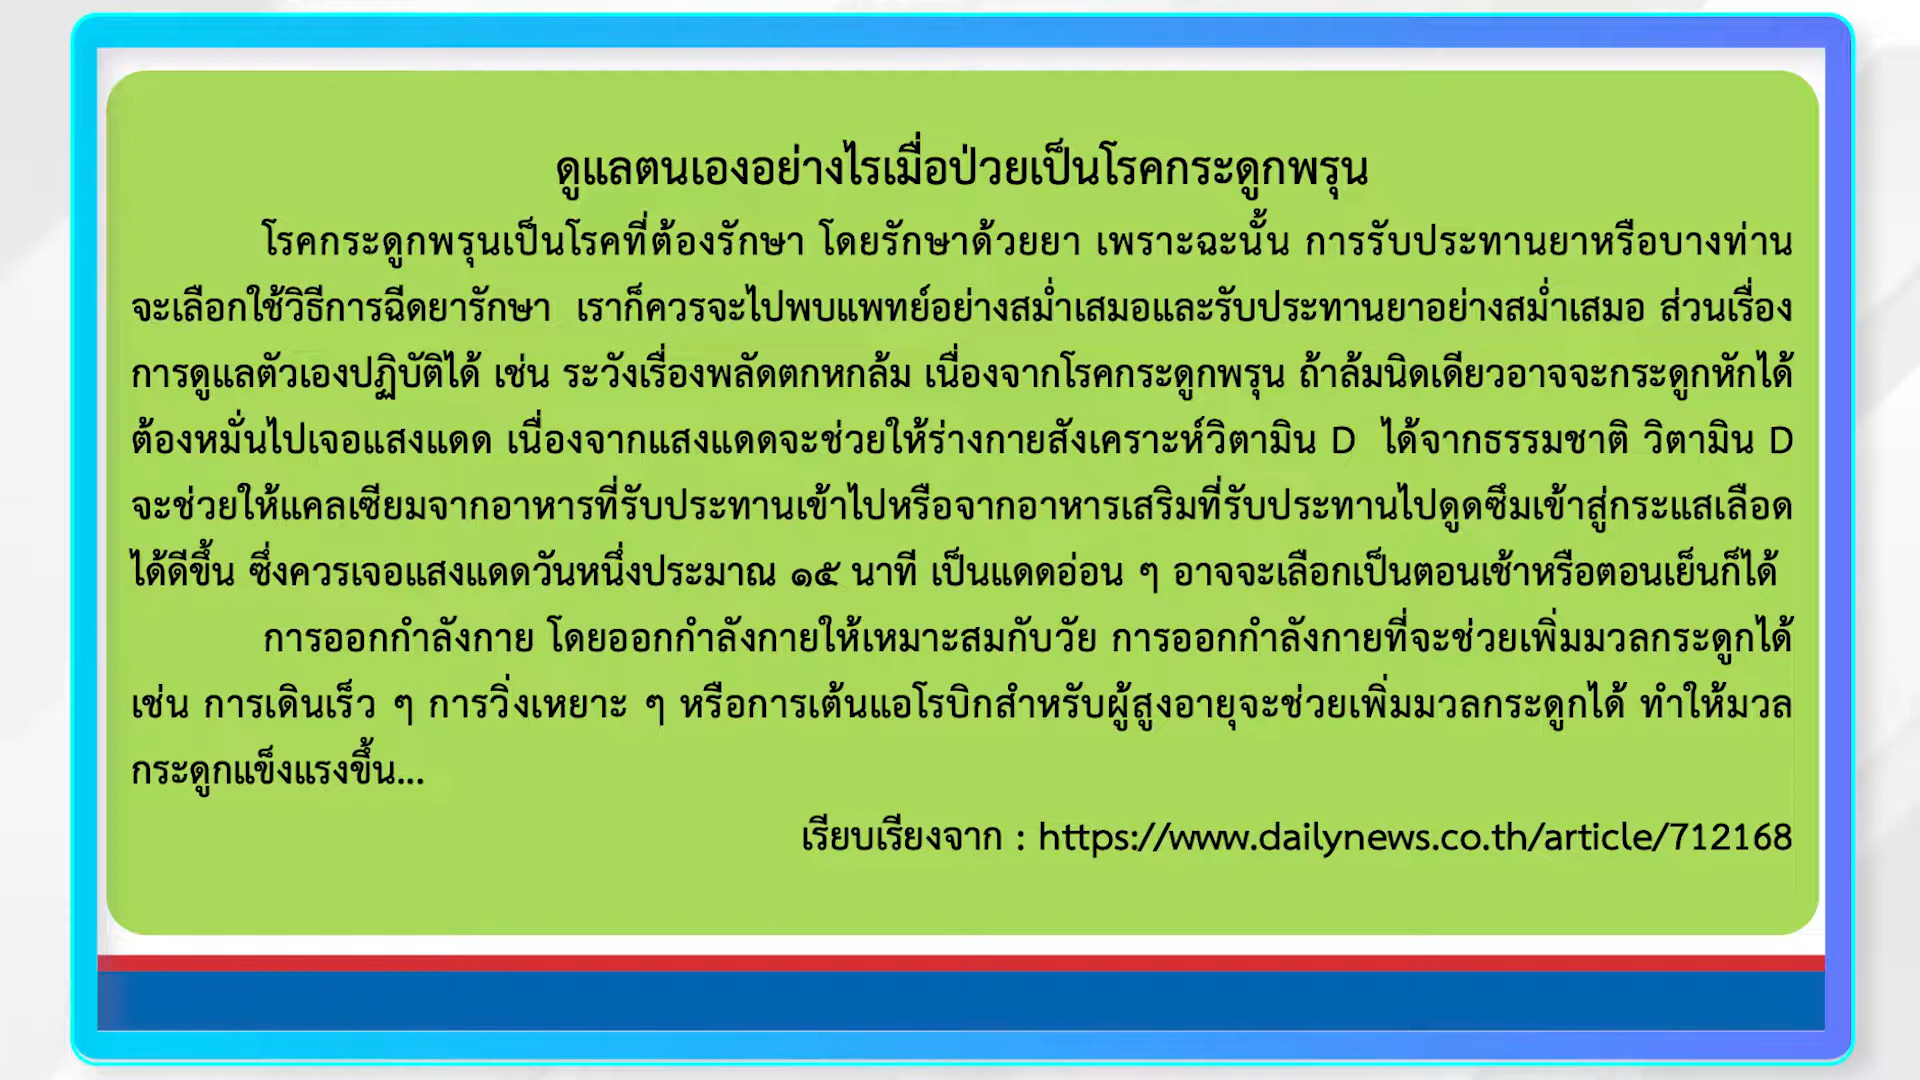 ดูแลตนเองอย่างไรเมื่อป่วยเป็นโรคกระดูกพรุน
โรคกระดูกพรุนเป็นโรคที่ต้องรักษา โดยรักษาด้วยยา เพราะฉะนั้น การรับประทานยาหรือบางท่าน
จะเลือกใช้วิธีการฉีดยารักษา เราก็ควรจะไปพบแพทย์อย่างสม่ำเสมอและรับประทานยาอย่างสม่ำเสมอ ส่วนเรื่อง
การดูแลตัวเองปฏิบัติได้ เช่น ระวังเรื่องพลัดตกหกล้ม เนื่องจากโรคกระดูกพรุน ถ้าล้มนิดเดียวอาจจะกระดูกหักได้
ต้องหมั่นไปเจอแสงแดด เนื่องจากแสงแดดจะช่วยให้ร่างกายสังเคราะห์วิตามิน D ได้จากธรรมชาติ วิตามิน D
จะช่วยให้แคลเซียมจากอาหารที่รับประทานเข้าไปหรือจากอาหารเสริมที่รับประทานไปดูดซึมเข้าสู่กระแสเลือด
ได้ดีขึ้น ซึ่งควรเจอแสงแดดวันหนึ่งประมาณ ๑๕ นาที เป็นแดดอ่อน ๆ อาจจะเลือกเป็นตอนเช้าหรือตอนเย็นก็ได้
การออกกำลังกาย โดยออกกำลังกายให้เหมาะสมกับวัย การออกกำลังกายที่จะช่วยเพิ่มมวลกระดูกได้
เช่น การเดินเร็ว ๆ การวิ่งเหยาะ ๆ หรือการเต้นแอโรบิกสำหรับผู้สูงอายุจะช่วยเพิ่มมวลกระดูกได้ ทำให้มวล
กระดูกแข็งแรงขึ้น...
เรียบเรียงจาก : https://www.dailynews.co.th/article/712168